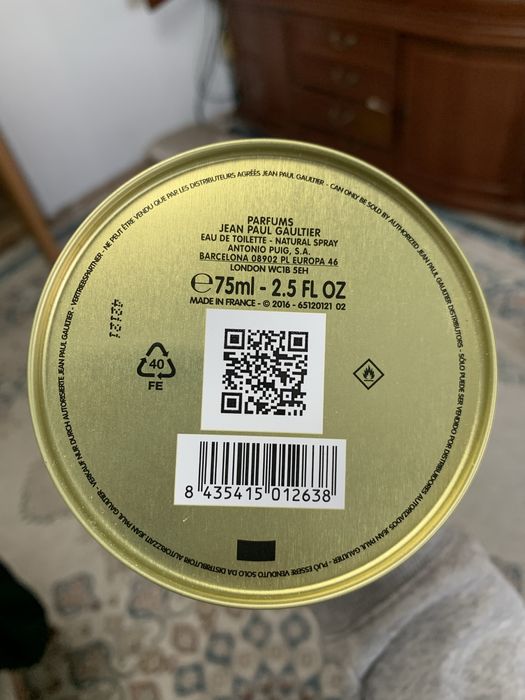 PARFUMS
JEAN PAUL GAULTIER
EAU DE TOILETTE - NATURAL SPRAY
ANTONIO PUIG, S.A.
BARCELONA 08902 PL EUROPA 46
LONDON WC1B 5EH
℮75ml - 2.5 FL OZ
MADE IN FRANCE - © 2016 - 65120121 02
40
FE
8 435415 012638
NE PEUT ÊTRE VENDU QUE PAR LES DISTRIBUTEURS AGRÉÉS JEAN PAUL GAULTIER - CAN ONLY BE SOLD BY AUTHORIZED JEAN PAUL GAULTIER DISTRIBUTORS - SÓLO PUEDE SER VENDIDO POR DISTRIBUIDORES AUTORIZADOS JEAN PAUL GAULTIER - PUÒ ESSERE VENDUTO SOLO DA DISTRIBUTORI AUTORIZZATI JEAN PAUL GAULTIER - VERKAUF NUR DURCH AUTORISIERTE JEAN PAUL GAULTIER - VERTRIEBSPARTNER -